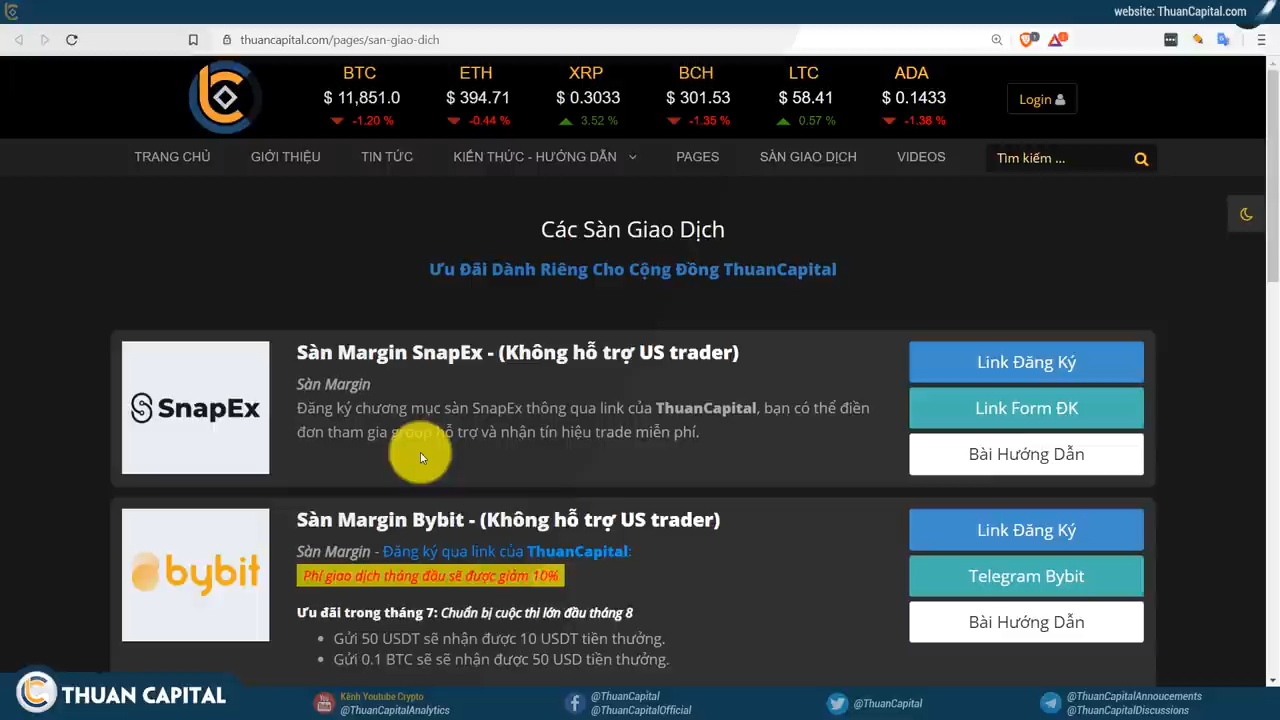 website: ThuanCapital.com
thuancapital.com/pages/san-giao-dich
BTC
$ 11,851.0
-1.20 %
ETH
$ 394.71
-0.44 %
XRP
$ 0.3033
3.52 %
BCH
$ 301.53
-1.35 %
LTC
$ 58.41
0.57 %
ADA
$ 0.1433
-1.36 %
Login
TRANG CHỦ
GIỚI THIỆU
TIN TỨC
KIẾN THỨC - HƯỚNG DẪN
PAGES
SÀN GIAO DỊCH
VIDEOS
Tìm kiếm ...
Các Sàn Giao Dịch
Ưu Đãi Dành Riêng Cho Cộng Đồng ThuanCapital
SnapEx
Sàn Margin SnapEx - (Không hỗ trợ US trader)
Sàn Margin
Đăng ký chương mục sàn SnapEx thông qua link của ThuanCapital, bạn có thể điền
đơn tham gia group hỗ trợ và nhận tín hiệu trade miễn phí.
Link Đăng Ký
Link Form ĐK
Bài Hướng Dẫn
bybit
Sàn Margin Bybit - (Không hỗ trợ US trader)
Sàn Margin - Đăng ký qua link của ThuanCapital:
Phí giao dịch tháng đầu sẽ được giảm 10%
Ưu đãi trong tháng 7: Chuẩn bị cuộc thi lớn đầu tháng 8
Gửi 50 USDT sẽ nhận được 10 USDT tiền thưởng.
Gửi 0.1 BTC sẽ sẽ nhận được 50 USD tiền thưởng.
Link Đăng Ký
Telegram Bybit
Bài Hướng Dẫn
THUAN CAPITAL
Kênh Youtube Crypto
@ThuanCapitalAnalytics
@ThuanCapital
@ThuanCapitalOfficial
@ThuanCapital
@ThuanCapitalAnnoucements
@ThuanCapitalDiscussions